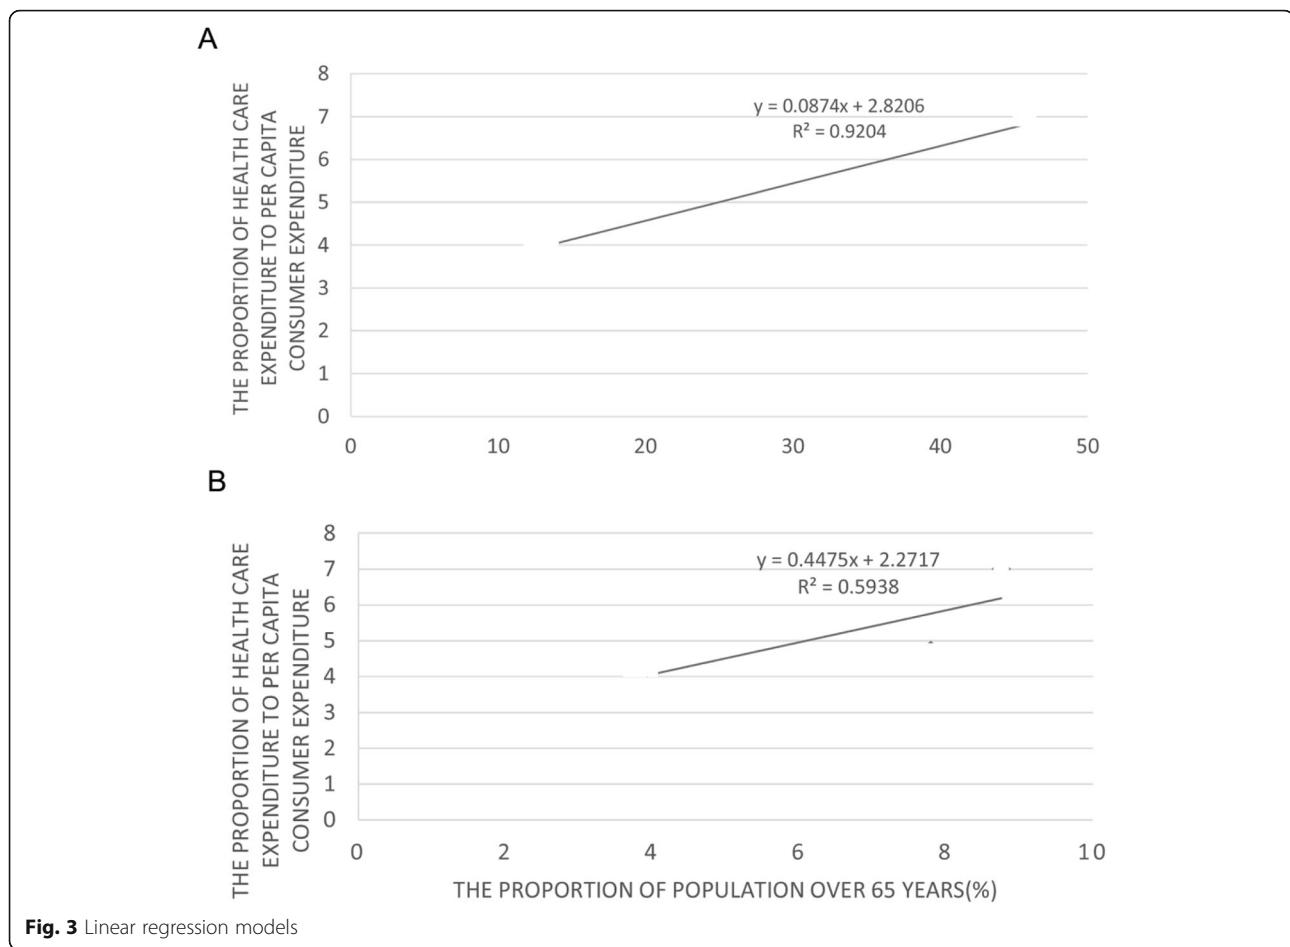 A
THE PROPORTION OF HEALTH CARE
EXPENDITURE TO PER CAPITA
CONSUMER EXPENDITURE
8
7
6
5
4
3
2
1
0
y = 0.0874x + 2.8206
R² = 0.9204
0 10 20 30 40 50
B
THE PROPORTION OF HEALTH CARE
EXPENDITURE TO PER CAPITA
CONSUMER EXPENDITURE
8
7
6
5
4
3
2
1
0
y = 0.4475x + 2.2717
R² = 0.5938
0 2 4 6 8 10
THE PROPORTION OF POPULATION OVER 65 YEARS(%)
Fig. 3 Linear regression models